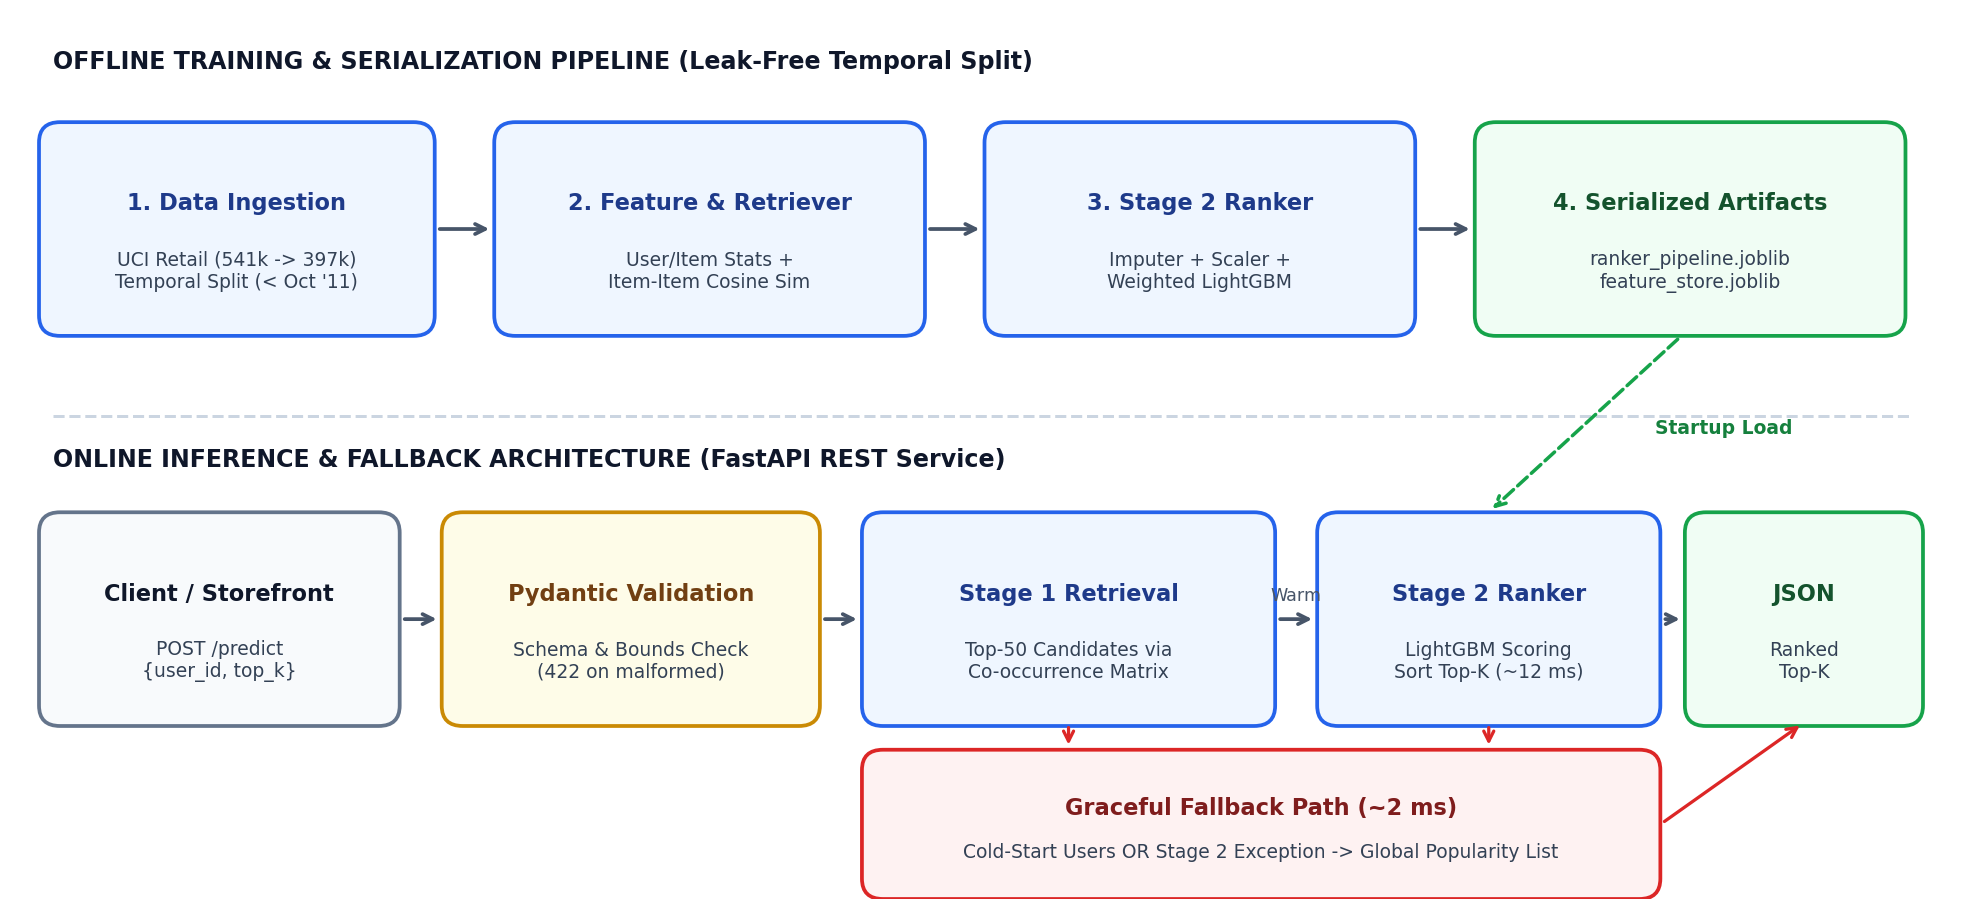 OFFLINE TRAINING & SERIALIZATION PIPELINE (Leak-Free Temporal Split)
1. Data Ingestion
UCI Retail (541k -> 397k)
Temporal Split (< Oct '11)
2. Feature & Retriever
User/Item Stats +
Item-Item Cosine Sim
3. Stage 2 Ranker
Imputer + Scaler +
Weighted LightGBM
4. Serialized Artifacts
ranker_pipeline.joblib
feature_store.joblib
Startup Load
ONLINE INFERENCE & FALLBACK ARCHITECTURE (FastAPI REST Service)
Client / Storefront
POST /predict
{user_id, top_k}
Pydantic Validation
Schema & Bounds Check
(422 on malformed)
Stage 1 Retrieval
Top-50 Candidates via
Co-occurrence Matrix
Warm
Stage 2 Ranker
LightGBM Scoring
Sort Top-K (~12 ms)
JSON
Ranked
Top-K
Graceful Fallback Path (~2 ms)
Cold-Start Users OR Stage 2 Exception -> Global Popularity List